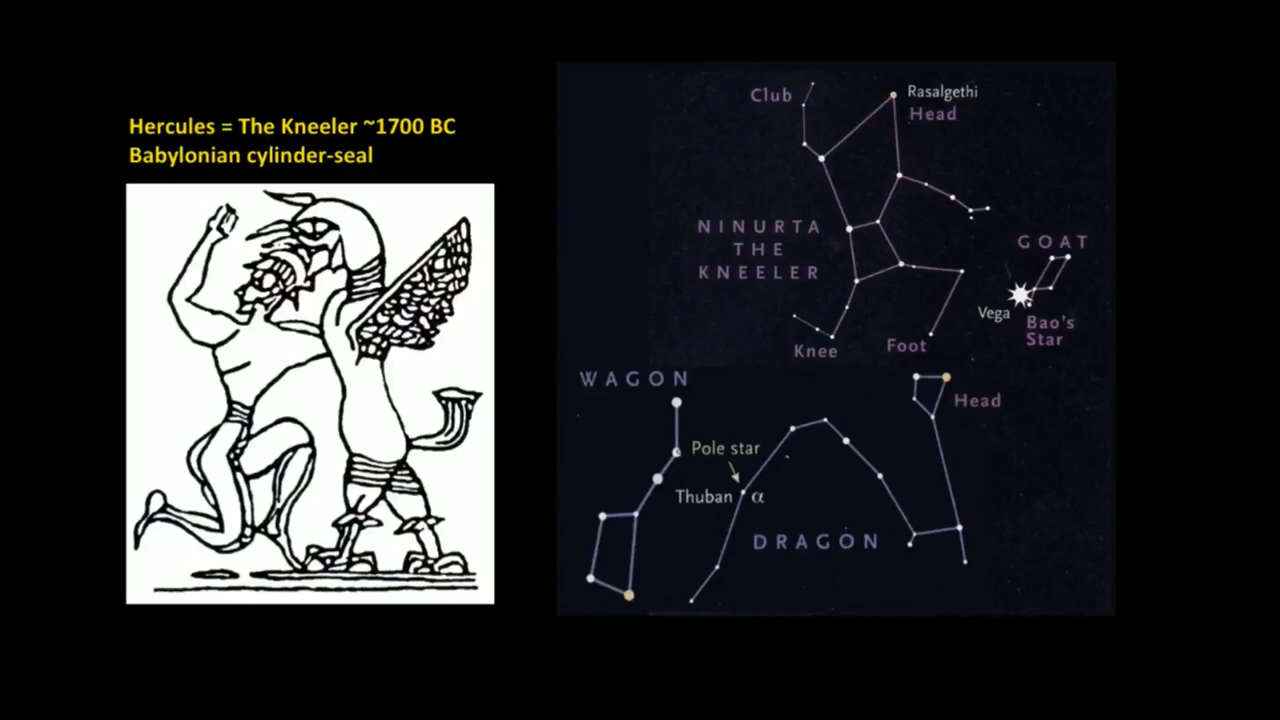 Hercules = The Kneeler ~1700 BC
Babylonian cylinder-seal
Club
Rasalgethi
Head
NINURTA
THE
KNEELER
GOAT
Vega
Bao's
Star
Knee
Foot
WAGON
Head
Pole star
Thuban α
DRAGON